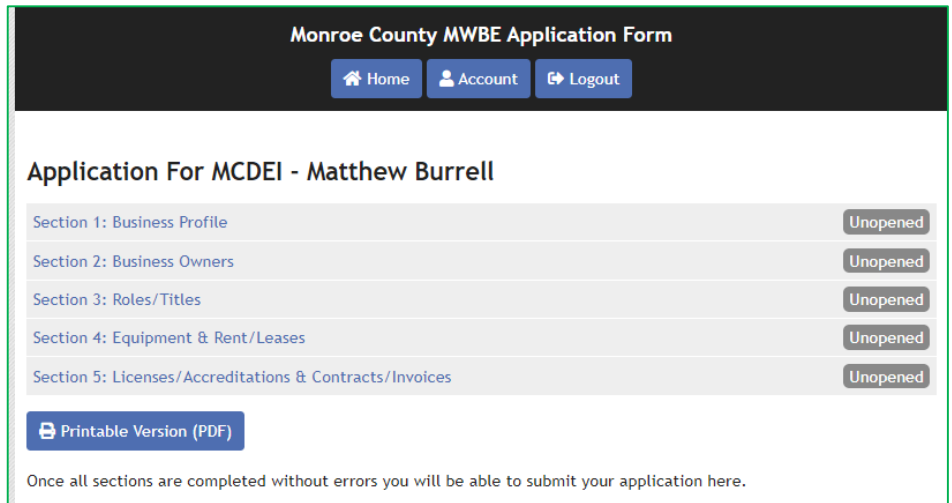 Monroe County MWBE Application Form
Home Account Logout
Application For MCDEI - Matthew Burrell
Section 1: Business Profile Unopened
Section 2: Business Owners Unopened
Section 3: Roles/Titles Unopened
Section 4: Equipment & Rent/Leases Unopened
Section 5: Licenses/Accreditations & Contracts/Invoices Unopened
Printable Version (PDF)
Once all sections are completed without errors you will be able to submit your application here.